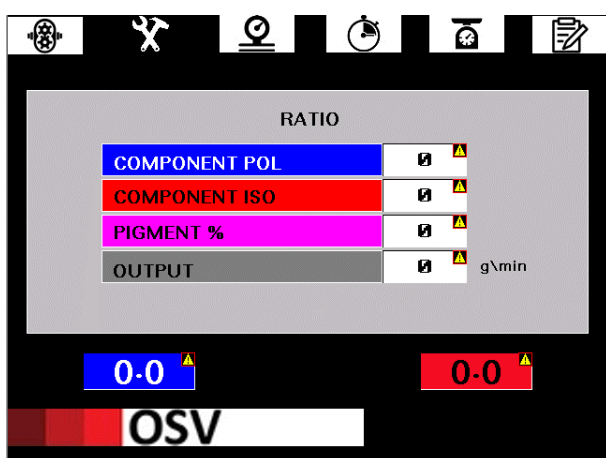 RATIO
COMPONENT POL 0
COMPONENT ISO 0
PIGMENT % 0
OUTPUT 0 g\min
0.0 0.0
OSV